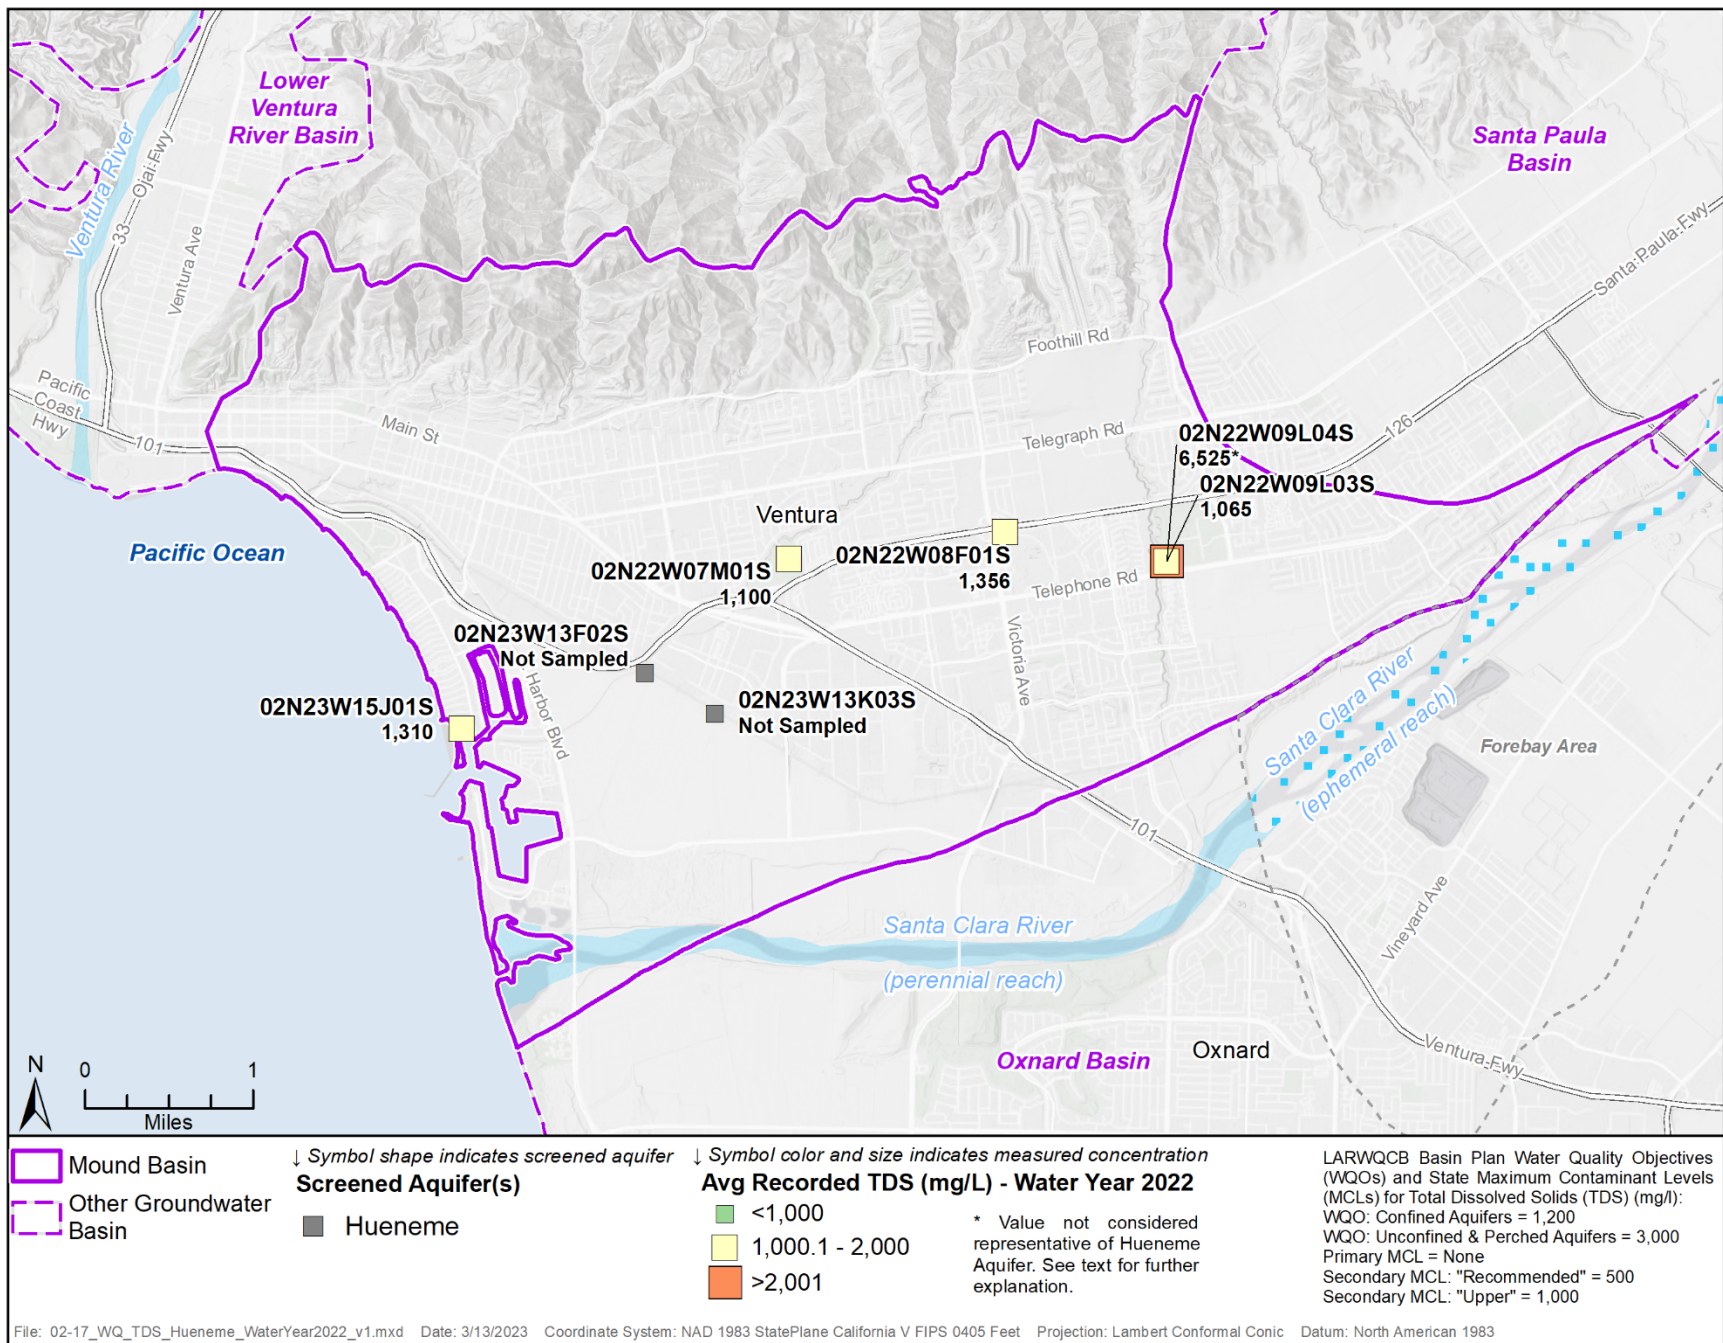 Lower
Ventura
River Basin
Santa Paula
Basin
Ventura River
33
Ojai-Fwy
Ventura Ave
Santa-Paula-Fwy
Foothill Rd
Pacific
Coast
Hwy
101
Main St
Telegraph Rd
126
02N22W09L04S
6,525*
02N22W09L03S
1,065
Ventura
Pacific Ocean
02N22W07M01S
1,100
02N22W08F01S
1,356
Telephone Rd
02N23W13F02S
Not Sampled
Victoria Ave
02N23W15J01S
1,310
Harbor Blvd
02N23W13K03S
Not Sampled
Santa Clara River
(ephemeral reach)
Forebay Area
101
Vineyard Ave
Santa Clara River
(perennial reach)
Oxnard Basin
Oxnard
Ventura-Fwy
N
0 1
Miles
Mound Basin
Other Groundwater
Basin
↓ Symbol shape indicates screened aquifer
Screened Aquifer(s)
Hueneme
↓ Symbol color and size indicates measured concentration
Avg Recorded TDS (mg/L) - Water Year 2022
<1,000
1,000.1 - 2,000
>2,001
* Value not considered
representative of Hueneme
Aquifer. See text for further
explanation.
LARWQCB Basin Plan Water Quality Objectives
(WQOs) and State Maximum Contaminant Levels
(MCLs) for Total Dissolved Solids (TDS) (mg/l):
WQO: Confined Aquifers = 1,200
WQO: Unconfined & Perched Aquifers = 3,000
Primary MCL = None
Secondary MCL: "Recommended" = 500
Secondary MCL: "Upper" = 1,000
File: 02-17_WQ_TDS_Hueneme_WaterYear2022_v1.mxd Date: 3/13/2023 Coordinate System: NAD 1983 StatePlane California V FIPS 0405 Feet Projection: Lambert Conformal Conic Datum: North American 1983